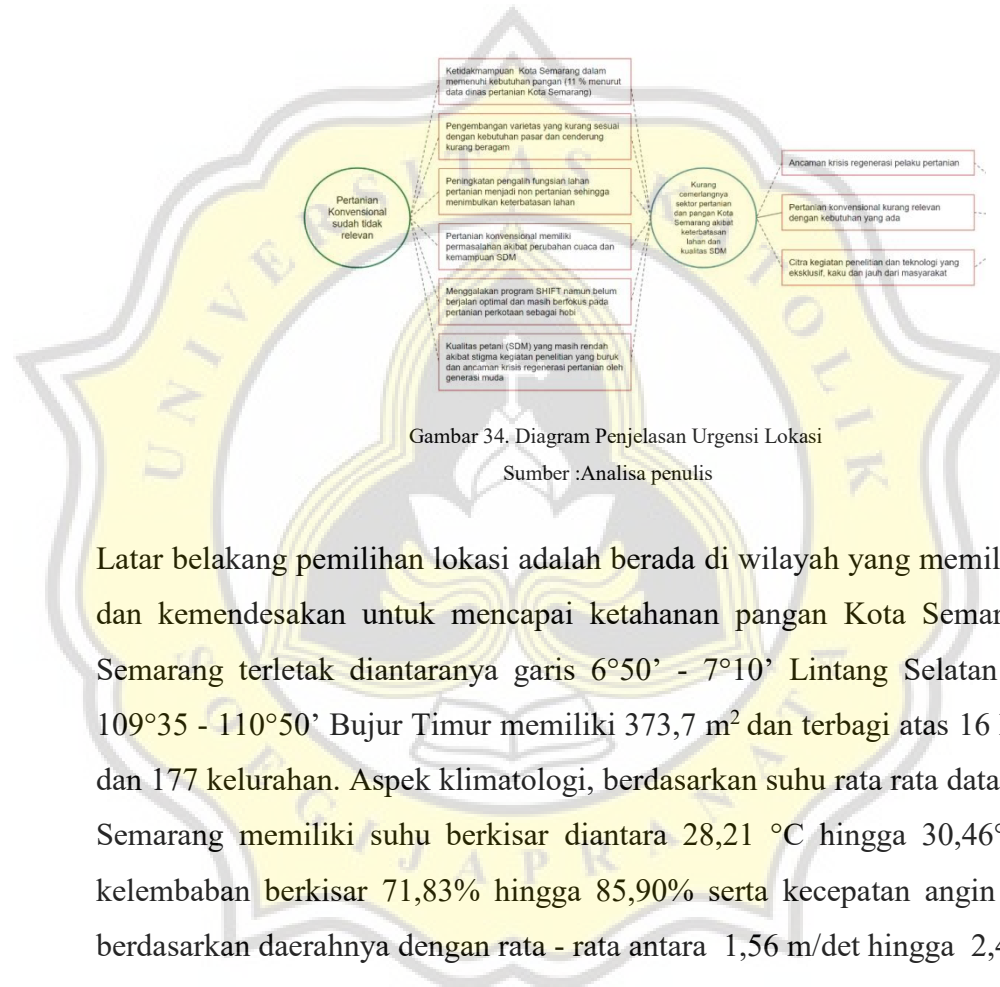 Pertanian
Konvensional
sudah tidak
relevan
Ketidakmampuan Kota Semarang dalam
memenuhi kebutuhan pangan (11 % menurut
data dinas pertanian Kota Semarang)
Pengembangan varietas yang kurang sesuai
dengan kebutuhan pasar dan cenderung
kurang beragam
Peningkatan pengalih fungsian lahan
pertanian menjadi non pertanian sehingga
menimbulkan keterbatasan lahan
Pertanian konvensional memiliki
permasalahan akibat perubahan cuaca dan
kemampuan SDM
Menggalakan program SHIFT namun belum
berjalan optimal dan masih berfokus pada
pertanian perkotaan sebagai hobi
Kualitas petani (SDM) yang masih rendah
akibat stigma kegiatan penelitian yang buruk
dan ancaman krisis regenerasi pertanian oleh
generasi muda
Kurang
cemerlangnya
sektor pertanian
dan pangan Kota
Semarang akibat
keterbatasan
lahan dan
kualitas SDM
Ancaman krisis regenerasi pelaku pertanian
Pertanian konvensional kurang relevan
dengan kebutuhan yang ada
Citra kegiatan penelitian dan teknologi yang
eksklusif, kaku dan jauh dari masyarakat
Gambar 34. Diagram Penjelasan Urgensi Lokasi
Sumber :Analisa penulis
Latar belakang pemilihan lokasi adalah berada di wilayah yang memil
dan kemendesakan untuk mencapai ketahanan pangan Kota Semar
Semarang terletak diantaranya garis 6°50’ - 7°10’ Lintang Selatan
109°35 - 110°50’ Bujur Timur memiliki 373,7 m² dan terbagi atas 16
dan 177 kelurahan. Aspek klimatologi, berdasarkan suhu rata rata data
Semarang memiliki suhu berkisar diantara 28,21 °C hingga 30,46°
kelembaban berkisar 71,83% hingga 85,90% serta kecepatan angin
berdasarkan daerahnya dengan rata - rata antara 1,56 m/det hingga 2,4
UNIVERSITAS KATOLIK
SOEGIJAPRANATA